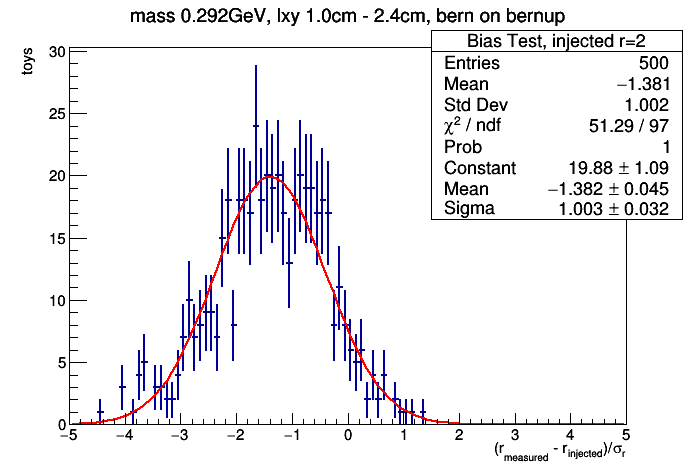 mass 0.292GeV, lxy 1.0cm - 2.4cm, bern on bernup
Bias Test, injected r=2
Entries 500
Mean −1.381
Std Dev 1.002
χ² / ndf 51.29 / 97
Prob 1
Constant 19.88 ± 1.09
Mean −1.382 ± 0.045
Sigma 1.003 ± 0.032
toys
30
25
20
15
10
5
0
−5 −4 −3 −2 −1 0 1 2 3 4 5
(r_measured - r_injected)/σ_r